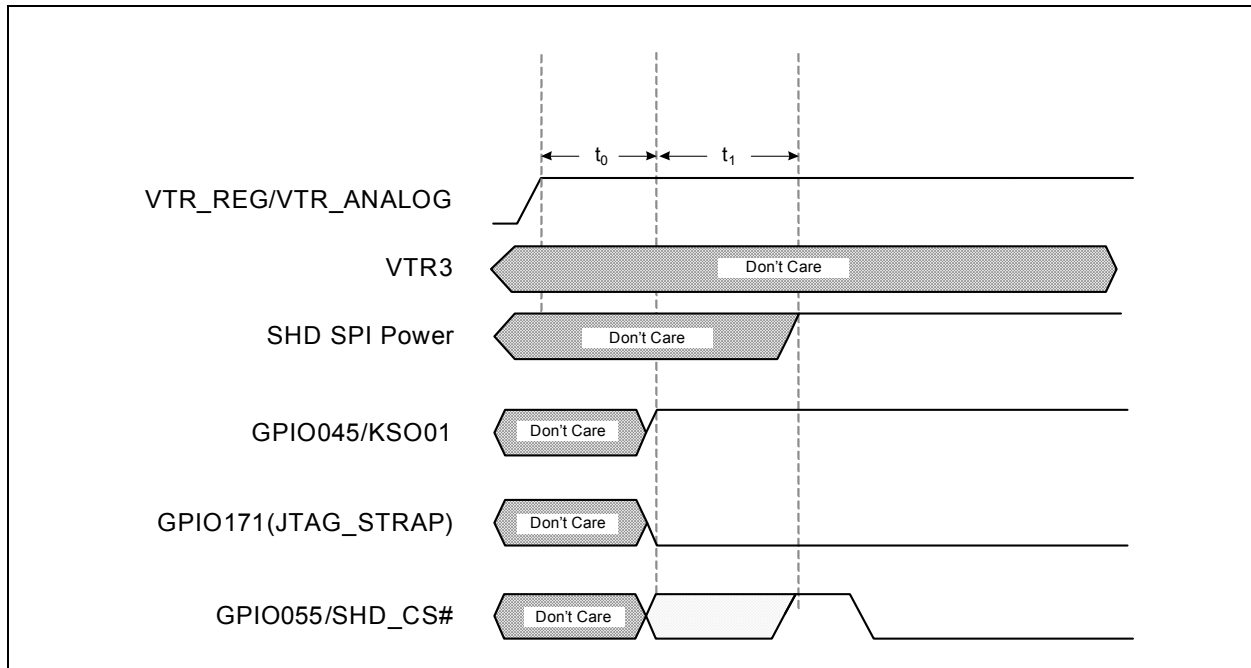 t0 t1
VTR_REG/VTR_ANALOG
VTR3 Don't Care
SHD SPI Power Don't Care
GPIO045/KSO01 Don't Care
GPIO171(JTAG_STRAP) Don't Care
GPIO055/SHD_CS# Don't Care